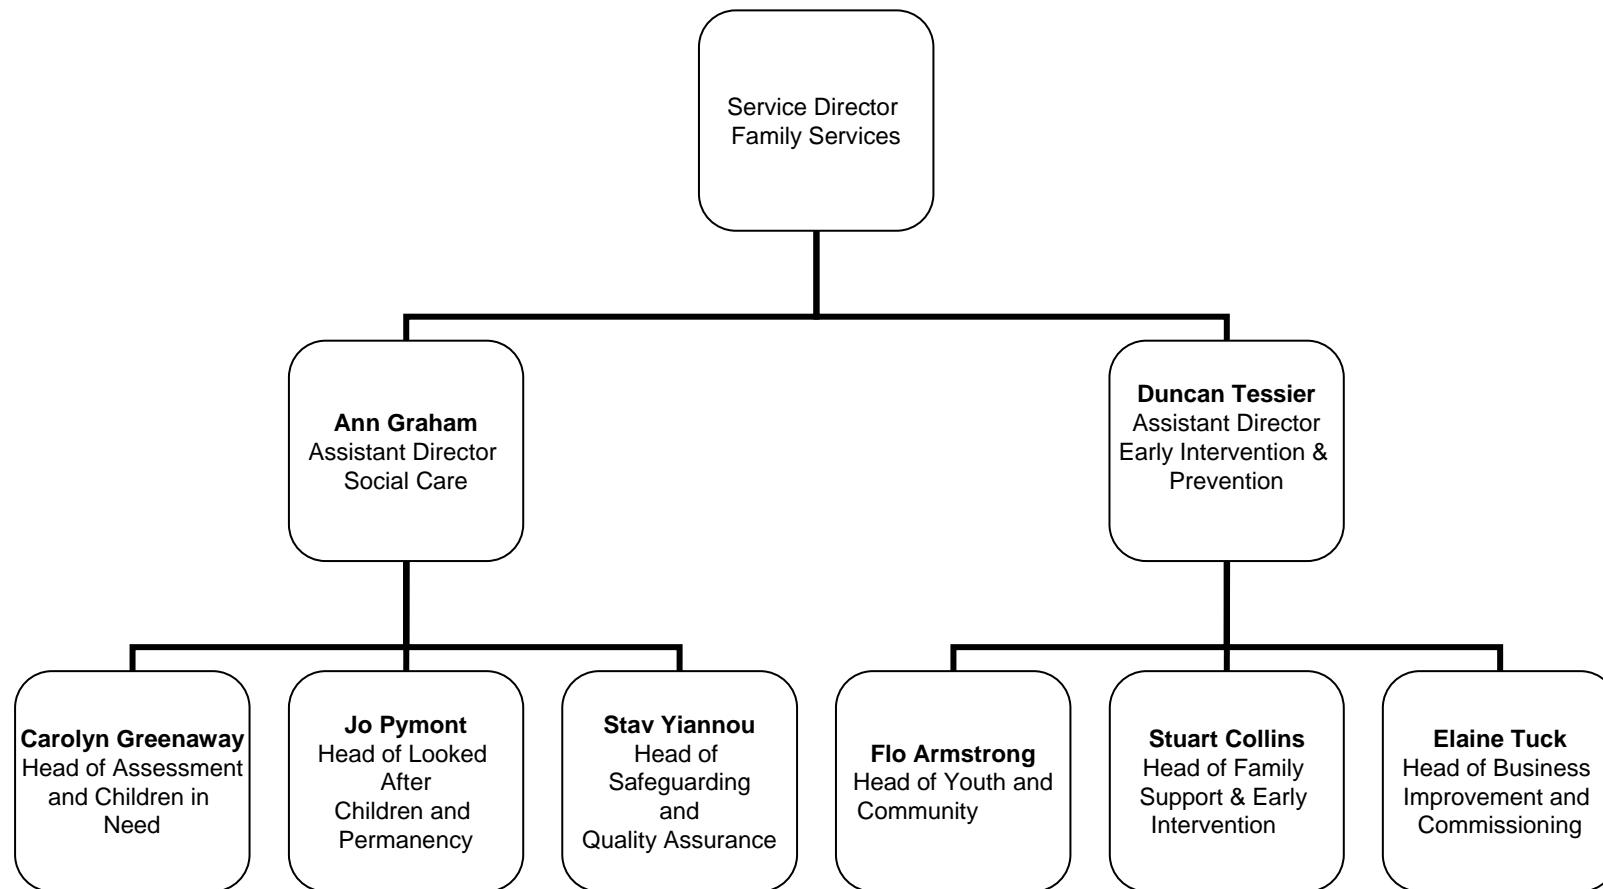 Service Director
Family Services
Ann Graham
Assistant Director
Social Care
Duncan Tessier
Assistant Director
Early Intervention &
Prevention
Carolyn Greenaway
Head of Assessment
and Children in
Need
Jo Pymont
Head of Looked
After
Children and
Permanency
Stav Yiannou
Head of
Safeguarding
and
Quality Assurance
Flo Armstrong
Head of Youth and
Community
Stuart Collins
Head of Family
Support & Early
Intervention
Elaine Tuck
Head of Business
Improvement and
Commissioning